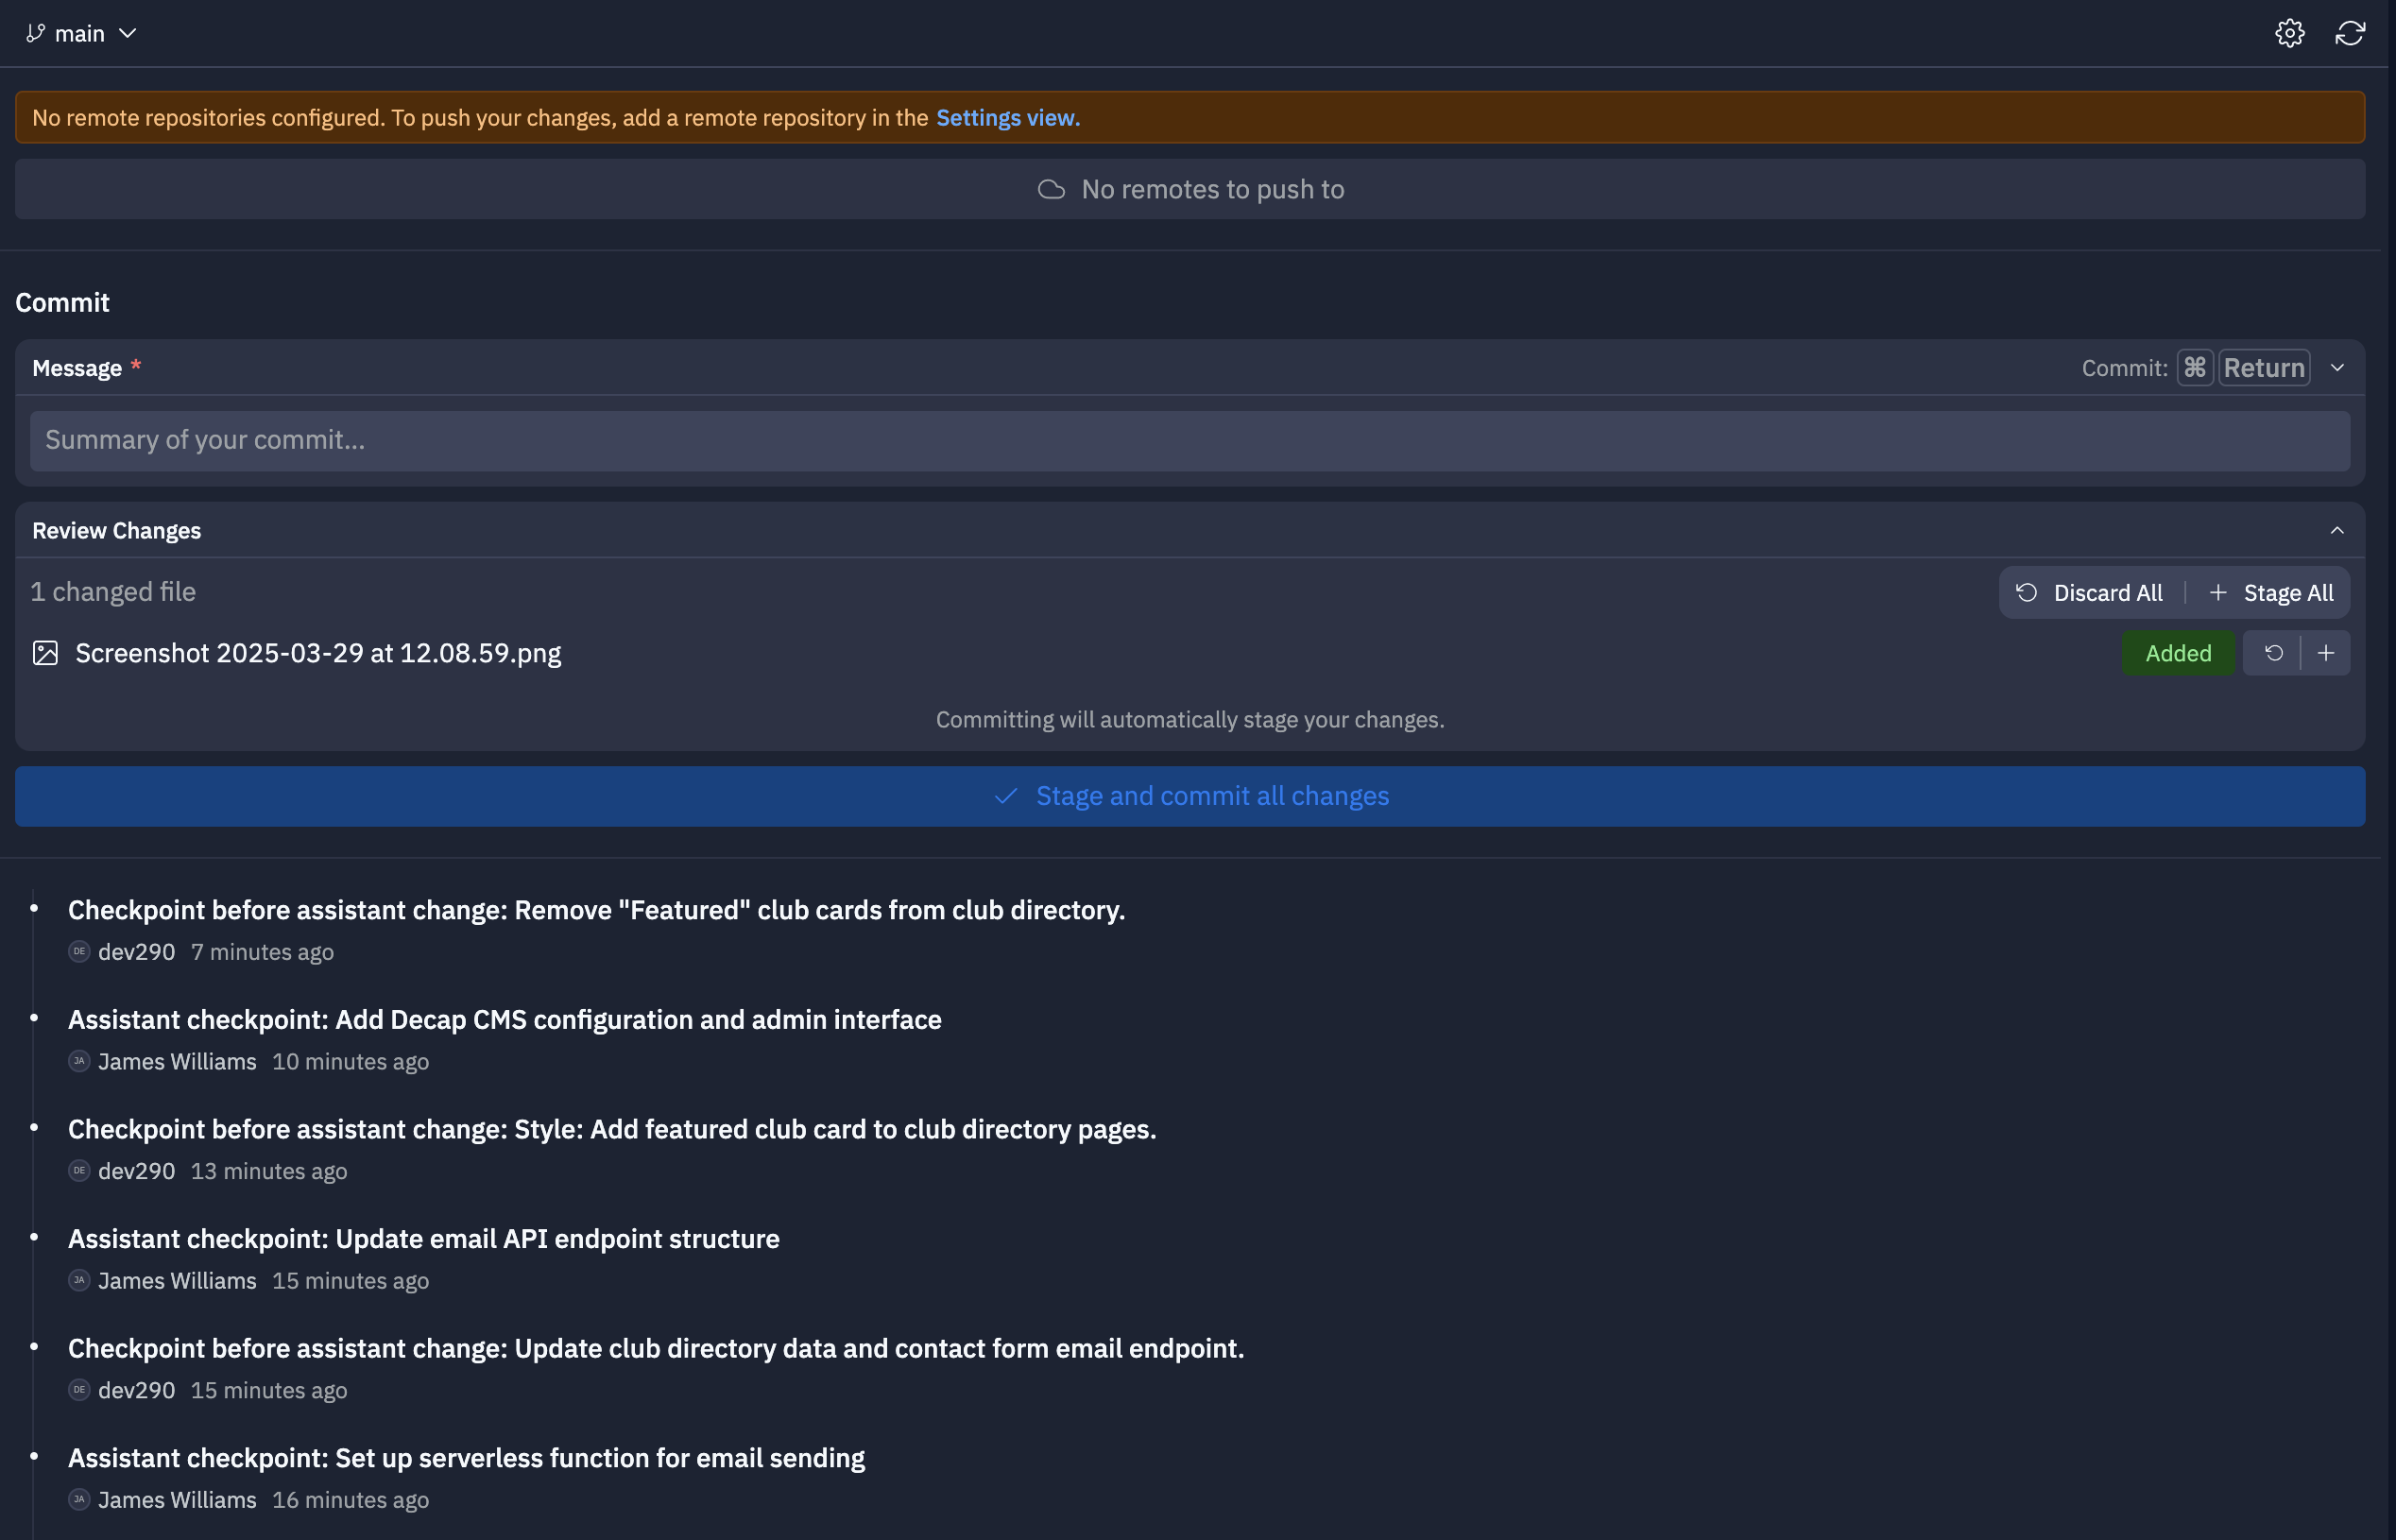 main
No remote repositories configured. To push your changes, add a remote repository in the Settings view.
No remotes to push to
Commit
Message *
Commit: ⌘ Return
Summary of your commit...
Review Changes
1 changed file
Discard All
Stage All
Screenshot 2025-03-29 at 12.08.59.png
Added
Committing will automatically stage your changes.
Stage and commit all changes
Checkpoint before assistant change: Remove "Featured" club cards from club directory.
DE dev290 7 minutes ago
Assistant checkpoint: Add Decap CMS configuration and admin interface
JA James Williams 10 minutes ago
Checkpoint before assistant change: Style: Add featured club card to club directory pages.
DE dev290 13 minutes ago
Assistant checkpoint: Update email API endpoint structure
JA James Williams 15 minutes ago
Checkpoint before assistant change: Update club directory data and contact form email endpoint.
DE dev290 15 minutes ago
Assistant checkpoint: Set up serverless function for email sending
JA James Williams 16 minutes ago